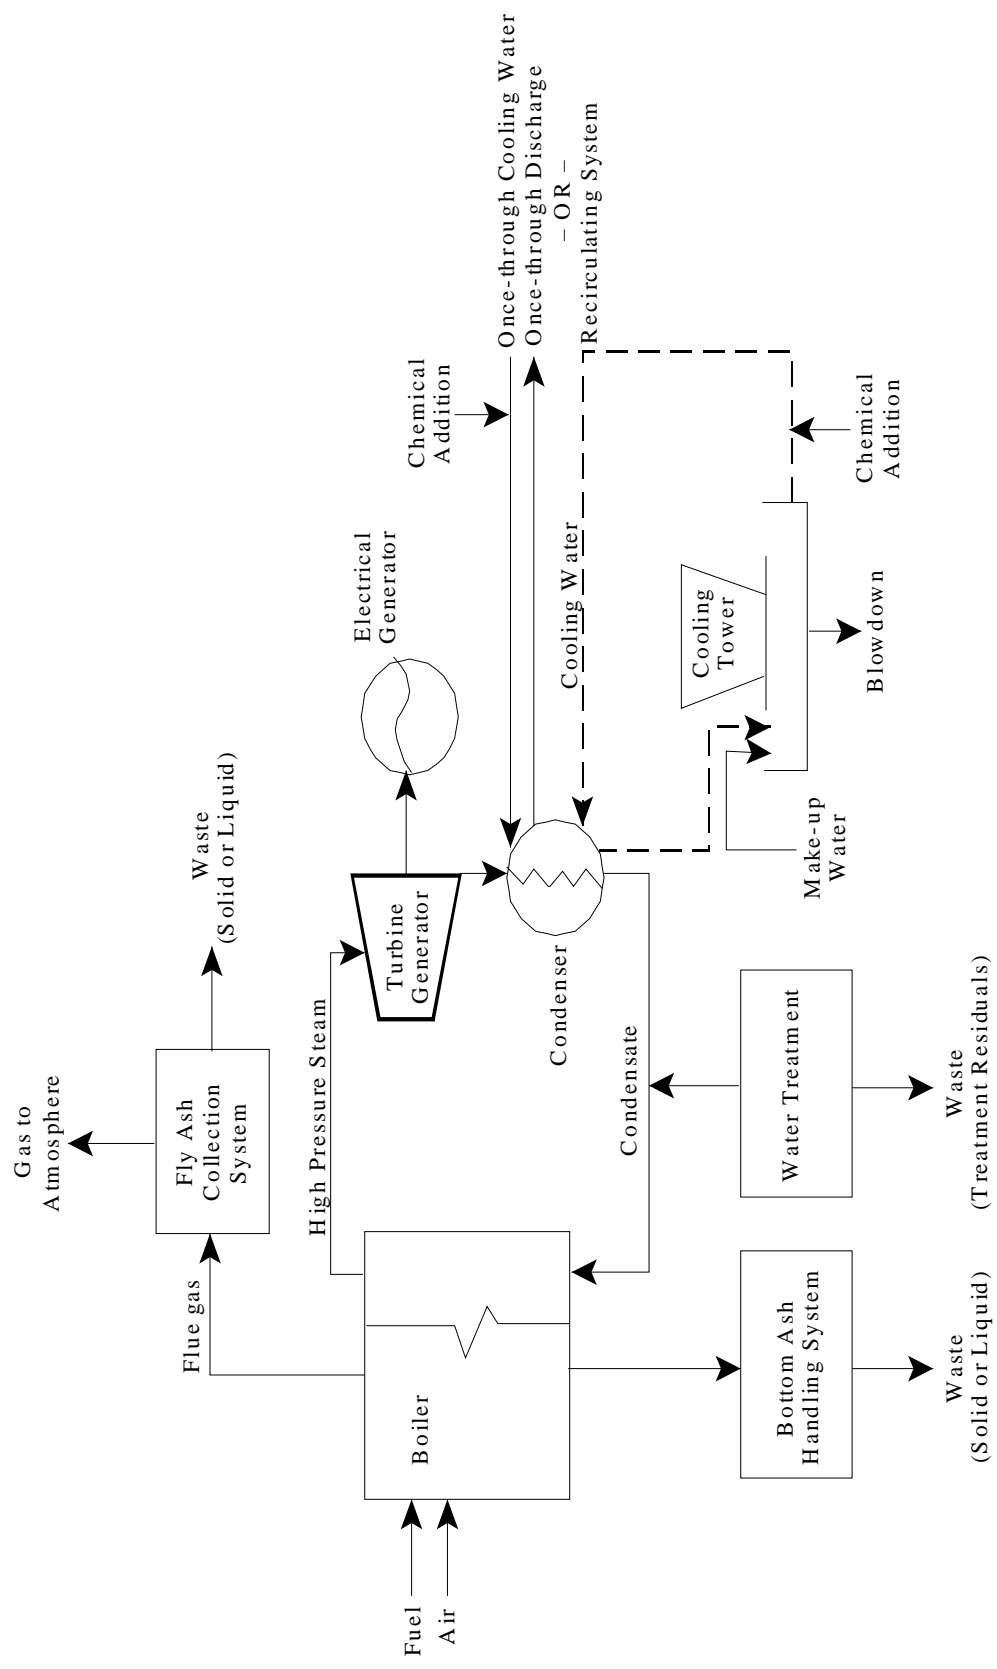 Gas to
Atmosphere
Fly Ash
Collection
System
Waste
(Solid or Liquid)
Flue gas
High Pressure Steam
Electrical
Generator
Fuel
Air
Boiler
Turbine
Generator
Chemical
Addition
Once-through Cooling Water
Once-through Discharge
– OR –
Recirculating System
Condenser
Cooling Water
Condensate
Cooling
Tower
Bottom Ash
Handling System
Water Treatment
Make-up
Water
Blowdown
Chemical
Addition
Waste
(Solid or Liquid)
Waste
(Treatment Residuals)